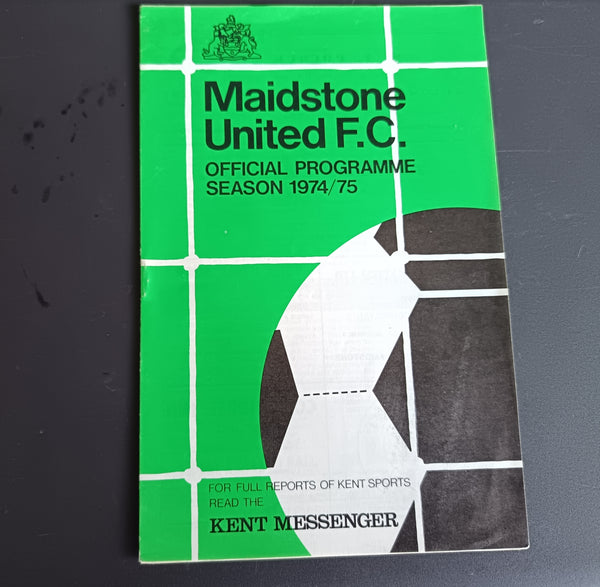 Maidstone
United F.C.
OFFICIAL PROGRAMME
SEASON 1974/75
FOR FULL REPORTS OF KENT SPORTS
READ THE
KENT MESSENGER